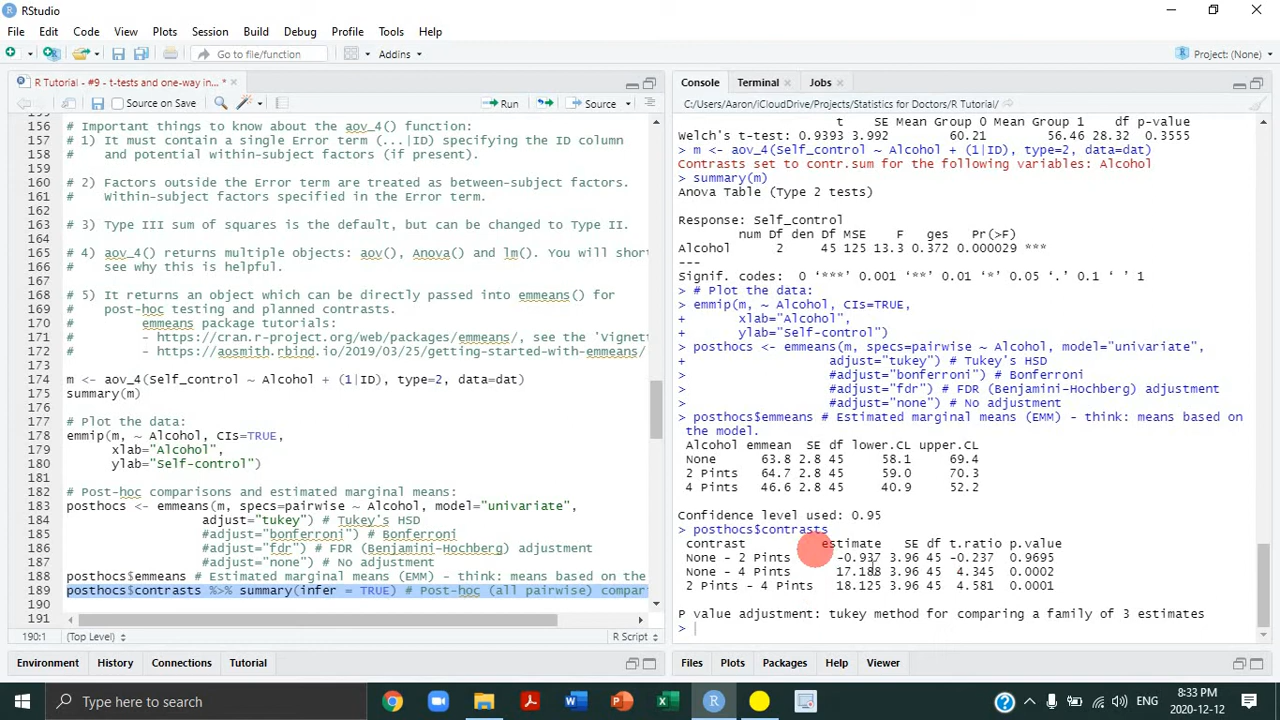 RStudio
File Edit Code View Plots Session Build Debug Profile Tools Help
Go to file/function Addins Project: (None)
R Tutorial - #9 - t-tests and one-way in... *
Source on Save Run Source
156 # Important things to know about the aov_4() function:
157 # 1) It must contain a single Error term (...|ID) specifying the ID column
158 # and potential within-subject factors (if present).
159
160 # 2) Factors outside the Error term are treated as between-subject factors.
161 # Within-subject factors specified in the Error term.
162
163 # 3) Type III sum of squares is the default, but can be changed to Type II.
164
165 # 4) aov_4() returns multiple objects: aov(), Anova() and lm(). You will shor
166 # see why this is helpful.
167
168 # 5) It returns an object which can be directly passed into emmeans() for
169 # post-hoc testing and planned contrasts.
170 # emmeans package tutorials:
171 # - https://cran.r-project.org/web/packages/emmeans/, see the 'Vignett
172 # - https://aosmith.rbind.io/2019/03/25/getting-started-with-emmeans/
173
174 m <- aov_4(Self_control ~ Alcohol + (1|ID), type=2, data=dat)
175 summary(m)
176
177 # Plot the data:
178 emmip(m, ~ Alcohol, CIs=TRUE,
179 xlab="Alcohol",
180 ylab="Self-control")
181
182 # Post-hoc comparisons and estimated marginal means:
183 posthocs <- emmeans(m, specs=pairwise ~ Alcohol, model="univariate",
184 adjust="tukey") # Tukey's HSD
185 #adjust="bonferroni") # Bonferroni
186 #adjust="fdr") # FDR (Benjamini-Hochberg) adjustment
187 #adjust="none") # No adjustment
188 posthocs$emmeans # Estimated marginal means (EMM) - think: means based on the
189 posthocs$contrasts %>% summary(infer = TRUE) # Post-hoc (all pairwise) compar
190
191
190:1 (Top Level) R Script
Environment History Connections Tutorial
Console Terminal Jobs
C:/Users/Aaron/iCloudDrive/Projects/Statistics for Doctors/R Tutorial/
t SE Mean Group 0 Mean Group 1 df p-value
Welch's t-test: 0.9393 3.992 60.21 56.46 28.32 0.3555
> m <- aov_4(Self_control ~ Alcohol + (1|ID), type=2, data=dat)
Contrasts set to contr.sum for the following variables: Alcohol
> summary(m)
Anova Table (Type 2 tests)
Response: Self_control
num Df den Df MSE F ges Pr(>F)
Alcohol 2 45 125 13.3 0.372 0.000029 ***
---
Signif. codes: 0 ‘***’ 0.001 ‘**’ 0.01 ‘*’ 0.05 ‘.’ 0.1 ‘ ’ 1
> # Plot the data:
> emmip(m, ~ Alcohol, CIs=TRUE,
+ xlab="Alcohol",
+ ylab="Self-control")
> posthocs <- emmeans(m, specs=pairwise ~ Alcohol, model="univariate",
+ adjust="tukey") # Tukey's HSD
> #adjust="bonferroni") # Bonferroni
> #adjust="fdr") # FDR (Benjamini-Hochberg) adjustment
> #adjust="none") # No adjustment
> posthocs$emmeans # Estimated marginal means (EMM) - think: means based on
the model.
Alcohol emmean SE df lower.CL upper.CL
None 63.8 2.8 45 58.1 69.4
2 Pints 64.7 2.8 45 59.0 70.3
4 Pints 46.6 2.8 45 40.9 52.2
Confidence level used: 0.95
> posthocs$contrasts
contrast estimate SE df t.ratio p.value
None - 2 Pints -0.937 3.96 45 -0.237 0.9695
None - 4 Pints 17.188 3.96 45 4.345 0.0002
2 Pints - 4 Pints 18.125 3.96 45 4.581 0.0001
P value adjustment: tukey method for comparing a family of 3 estimates
>
Files Plots Packages Help Viewer
Type here to search
ENG
8:33 PM
2020-12-12